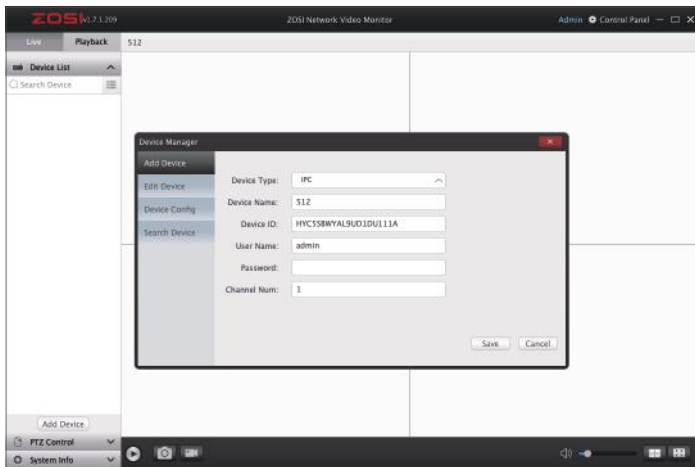 ZOSI v1.7.1.209 ZOSI Network Video Monitor Admin Control Panel
Live Playback 512
Device List
Search Device
Device Manager
Add Device
Edit Device
Device Config
Search Device
Device Type: IPC
Device Name: 512
Device ID: HYC5SBWYAL9UD1DU111A
User Name: admin
Password:
Channel Num: 1
Save Cancel
Add Device
PTZ Control
System Info